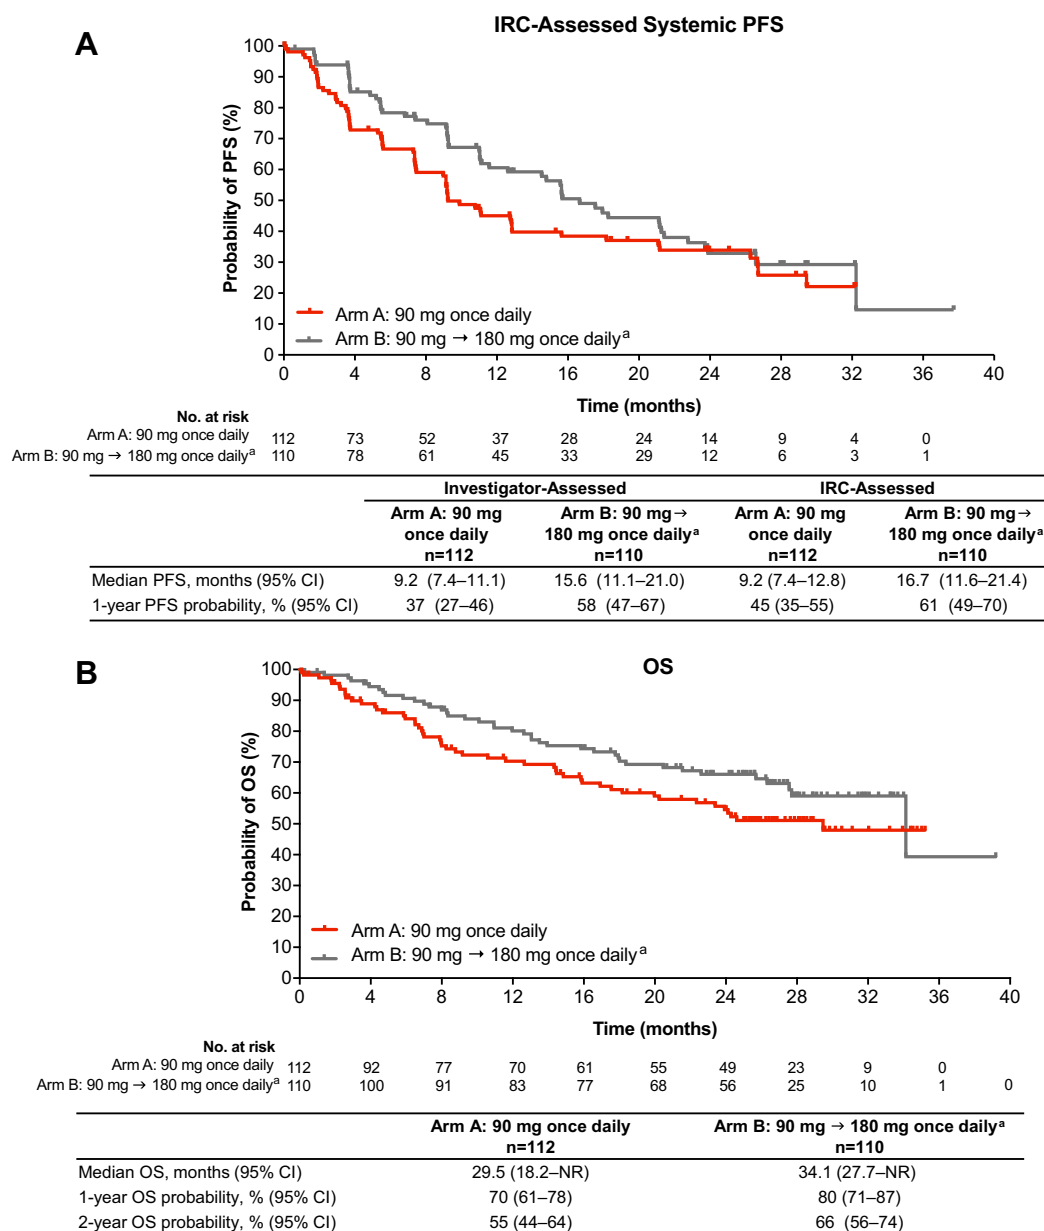 A
IRC-Assessed Systemic PFS
Probability of PFS (%)
100
90
80
70
60
50
40
30
20
10
0
Arm A: 90 mg once daily
Arm B: 90 mg → 180 mg once dailyᵃ
0 4 8 12 16 20 24 28 32 36 40
Time (months)
No. at risk
Arm A: 90 mg once daily 112 73 52 37 28 24 14 9 4 0
Arm B: 90 mg → 180 mg once dailyᵃ 110 78 61 45 33 29 12 6 3 1
Investigator-Assessed IRC-Assessed
Arm A: 90 mg Arm B: 90 mg→ Arm A: 90 mg Arm B: 90 mg→
once daily 180 mg once dailyᵃ once daily 180 mg once dailyᵃ
n=112 n=110 n=112 n=110
Median PFS, months (95% CI) 9.2 (7.4–11.1) 15.6 (11.1–21.0) 9.2 (7.4–12.8) 16.7 (11.6–21.4)
1-year PFS probability, % (95% CI) 37 (27–46) 58 (47–67) 45 (35–55) 61 (49–70)
B
OS
Probability of OS (%)
100
90
80
70
60
50
40
30
20
10
0
Arm A: 90 mg once daily
Arm B: 90 mg → 180 mg once dailyᵃ
0 4 8 12 16 20 24 28 32 36 40
Time (months)
No. at risk
Arm A: 90 mg once daily 112 92 77 70 61 55 49 23 9 0
Arm B: 90 mg → 180 mg once dailyᵃ 110 100 91 83 77 68 56 25 10 1 0
Arm A: 90 mg once daily Arm B: 90 mg → 180 mg once dailyᵃ
n=112 n=110
Median OS, months (95% CI) 29.5 (18.2–NR) 34.1 (27.7–NR)
1-year OS probability, % (95% CI) 70 (61–78) 80 (71–87)
2-year OS probability, % (95% CI) 55 (44–64) 66 (56–74)